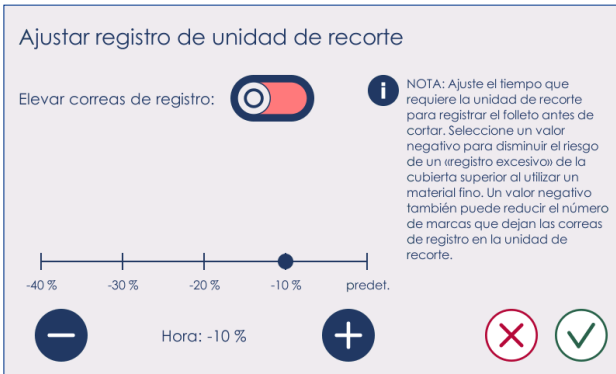 Ajustar registro de unidad de recorte
Elevar correas de registro:
NOTA: Ajuste el tiempo que
requiere la unidad de recorte
para registrar el folleto antes de
cortar. Seleccione un valor
negativo para disminuir el riesgo
de un «registro excesivo» de la
cubierta superior al utilizar un
material fino. Un valor negativo
también puede reducir el número
de marcas que dejan las correas
de registro en la unidad de
recorte.
-40 % -30 % -20 % -10 % predet.
Hora: -10 %